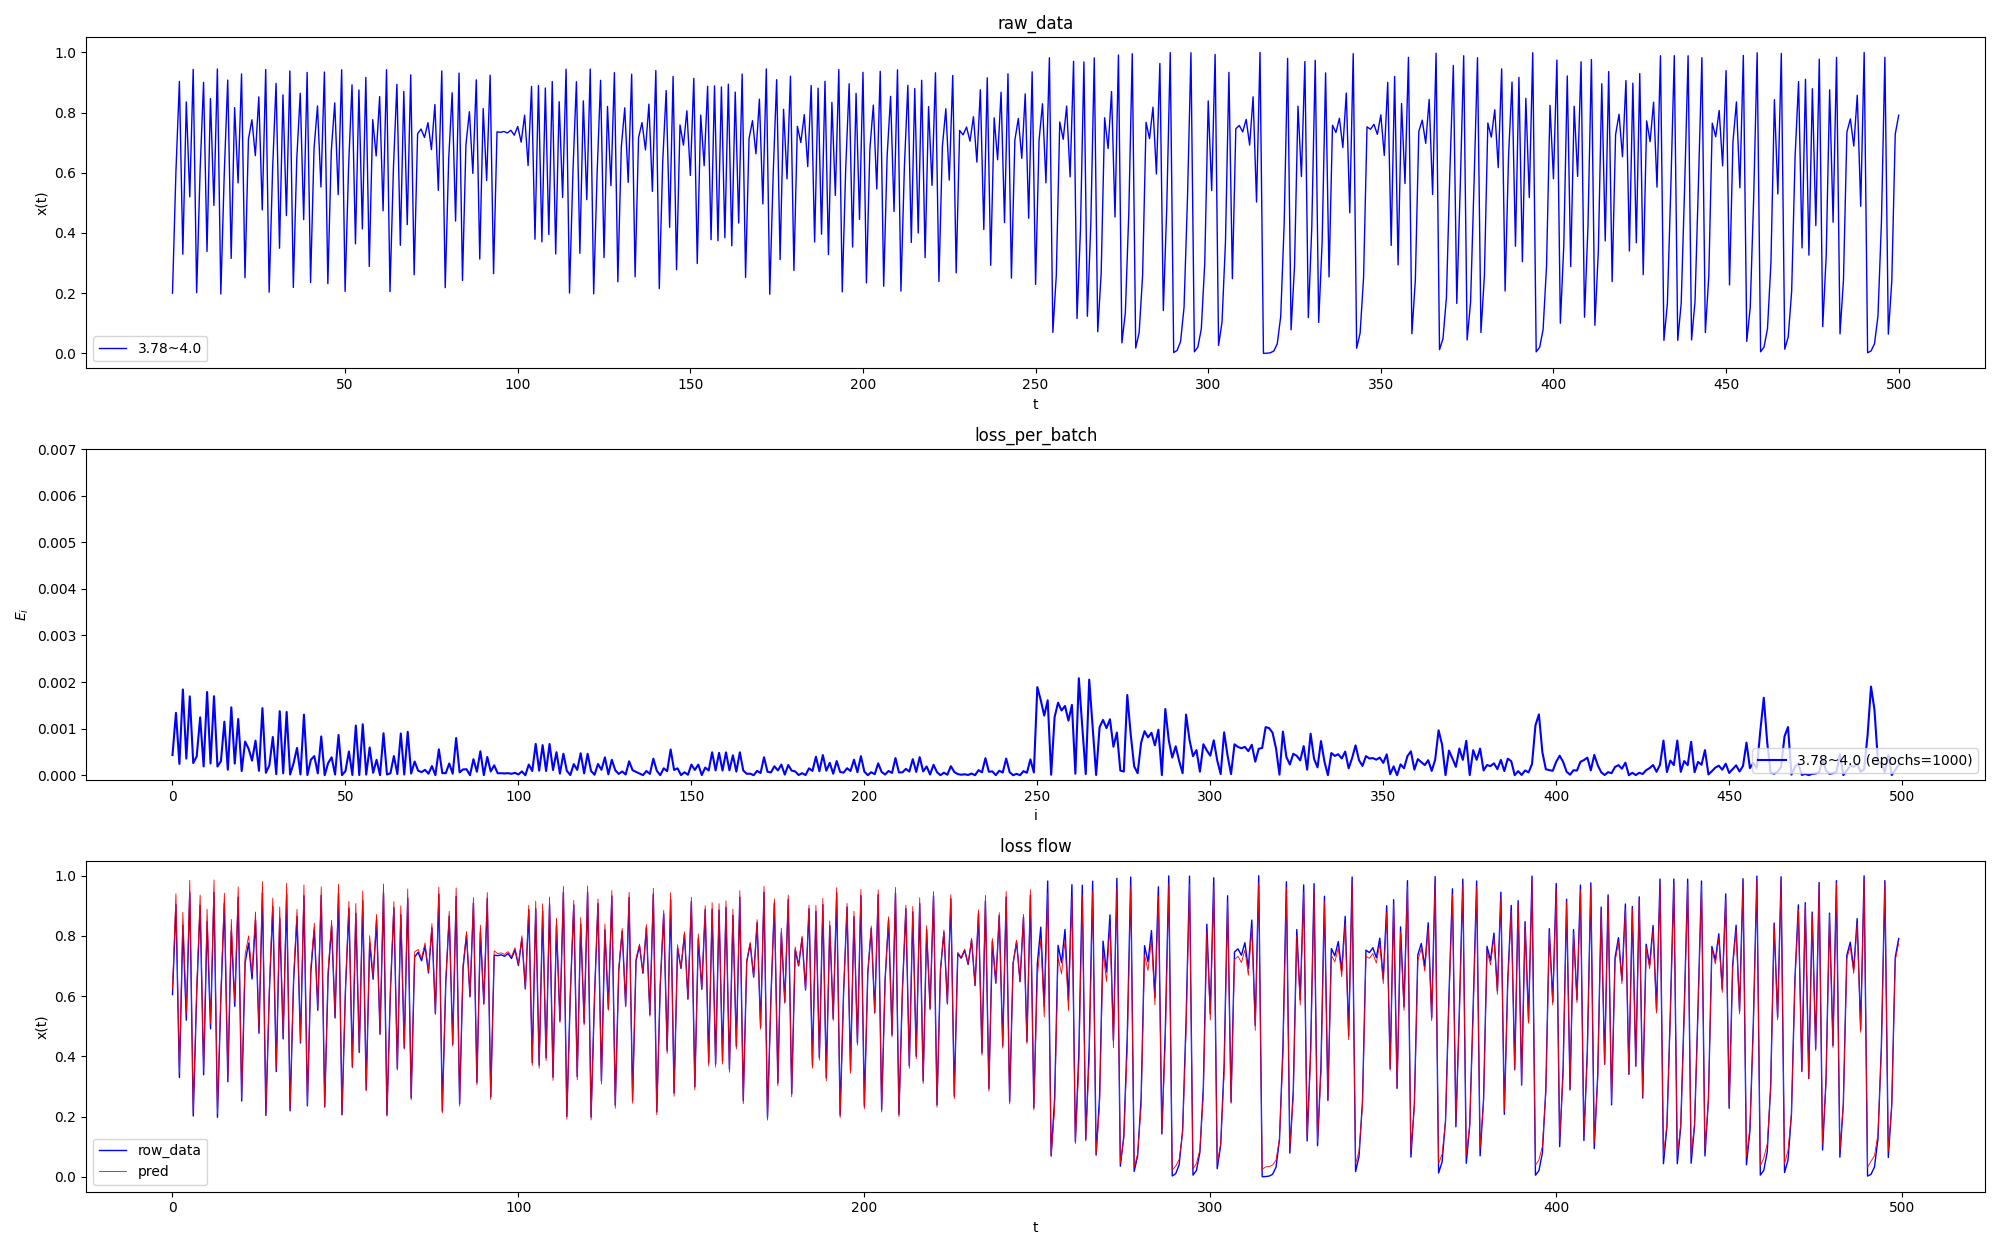 raw_data
1.0
0.8
0.6
0.4
0.2
0.0
x(t)
3.78~4.0
50 100 150 200 250 300 350 400 450 500
t
loss_per_batch
0.007
0.006
0.005
0.004
0.003
0.002
0.001
0.000
E_i
3.78~4.0 (epochs=1000)
0 50 100 150 200 250 300 350 400 450 500
i
loss flow
1.0
0.8
0.6
0.4
0.2
0.0
x(t)
row_data
pred
0 100 200 300 400 500
t